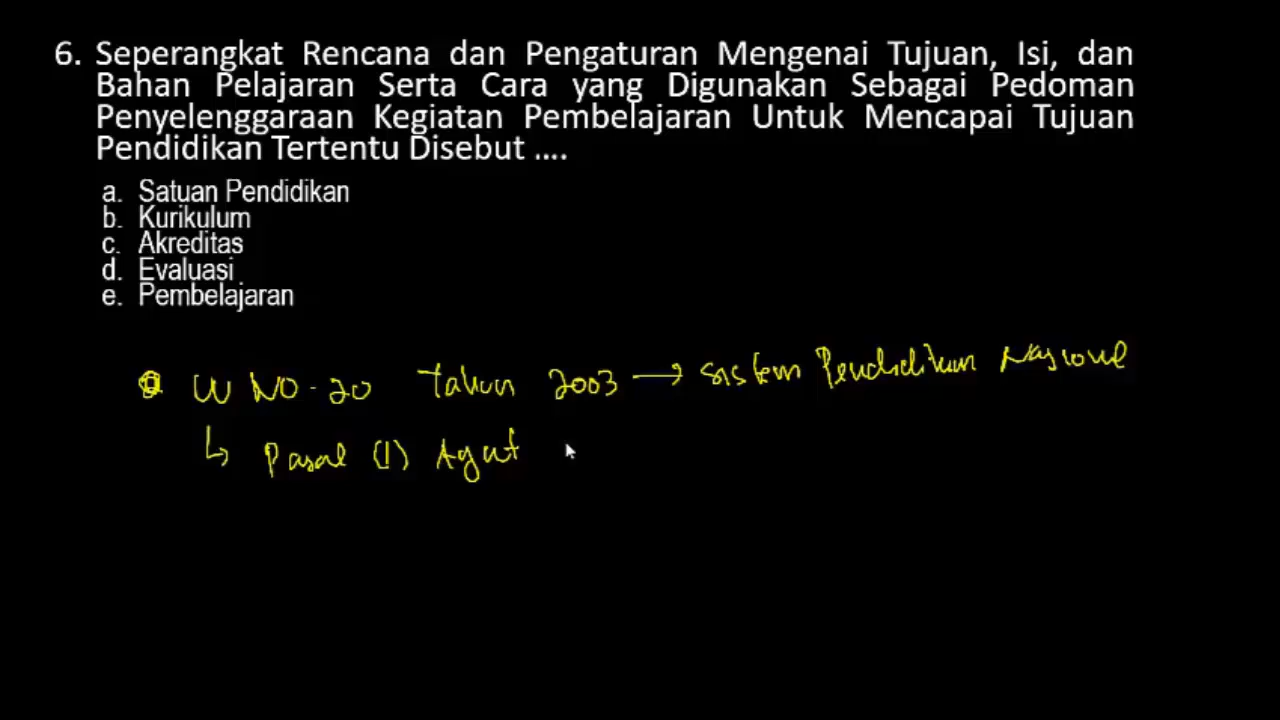 6. Seperangkat Rencana dan Pengaturan Mengenai Tujuan, Isi, dan
Bahan Pelajaran Serta Cara yang Digunakan Sebagai Pedoman
Penyelenggaraan Kegiatan Pembelajaran Untuk Mencapai Tujuan
Pendidikan Tertentu Disebut ....
a. Satuan Pendidikan
b. Kurikulum
c. Akreditas
d. Evaluasi
e. Pembelajaran
UU NO. 20 Tahun 2003 → Sistem Pendidikan Nasional
↳ Pasal (1) Ayat